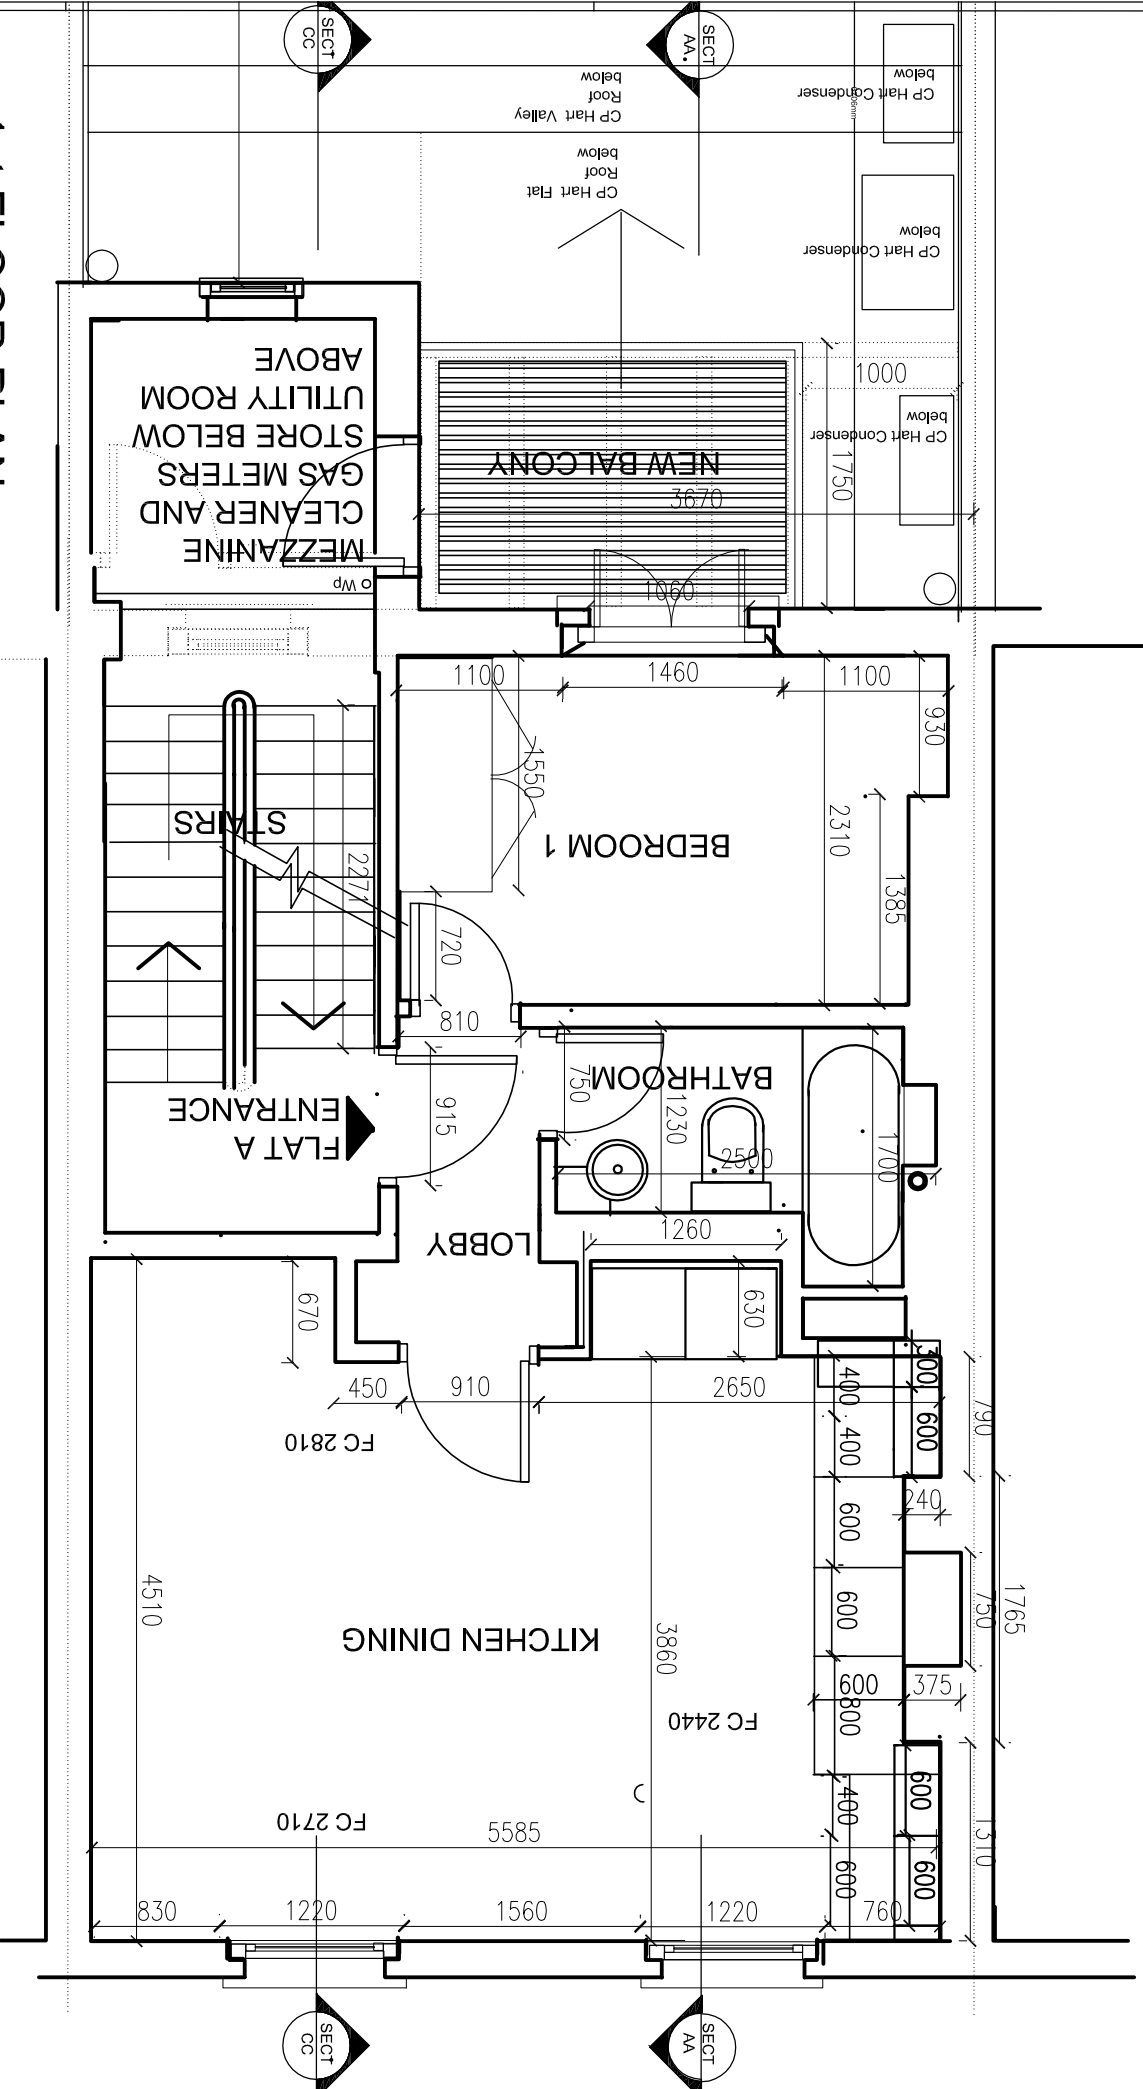 SECT
CC
SECT
AA.
CP Hart Valley
Roof
below
CP Hart Condenser
below
CP Hart Flat
Roof
below
CP Hart Condenser
below
CP Hart Condenser
below
1000
1750
NEW BALCONY
3670
1060
MEZZANINE
CLEANER AND
GAS METERS
STORE BELOW
UTILITY ROOM
ABOVE
o Wp
1100
1460
1100
930
1550
2310
1385
BEDROOM 1
STAIRS
2271
720
810
915
FLAT A
ENTRANCE
750
BATHROOM
1230
2500
1700
LOBBY
1260
630
670
450
910
2650
400
300
600
790
400
FC 2810
600
240
4510
KITCHEN DINING
3860
600
750
1765
600
375
800
FC 2440
600
400
FC 2710
5585
1310
600
600
830
1220
1560
1220
760
SECT
CC
SECT
AA